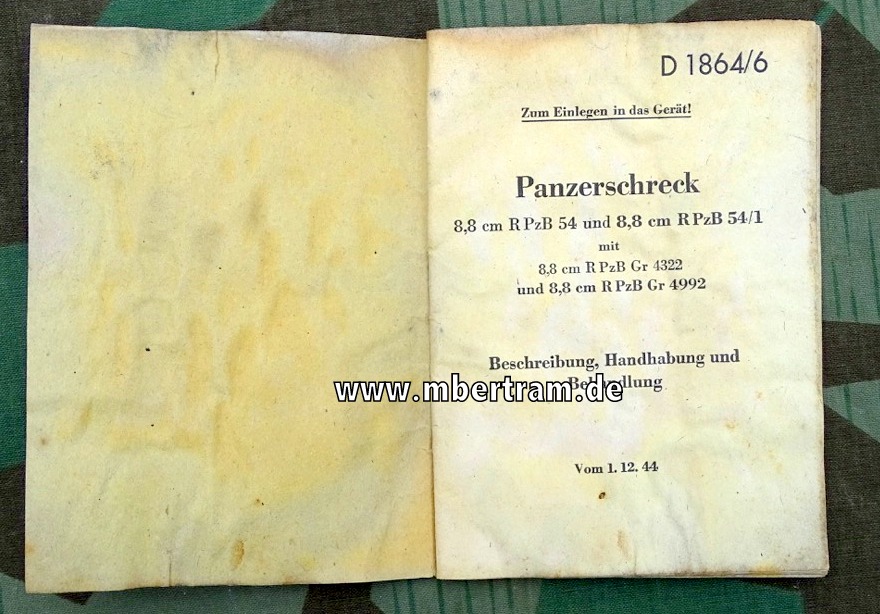 D 1864/6
Zum Einlegen in das Gerät!
Panzerschreck
8,8 cm R PzB 54 und 8,8 cm R PzB 54/1
mit
8,8 cm R PzB Gr 4322
und 8,8 cm R PzB Gr 4992
Beschreibung, Handhabung und
Behandlung
www.mbertram.de
Vom 1. 12. 44